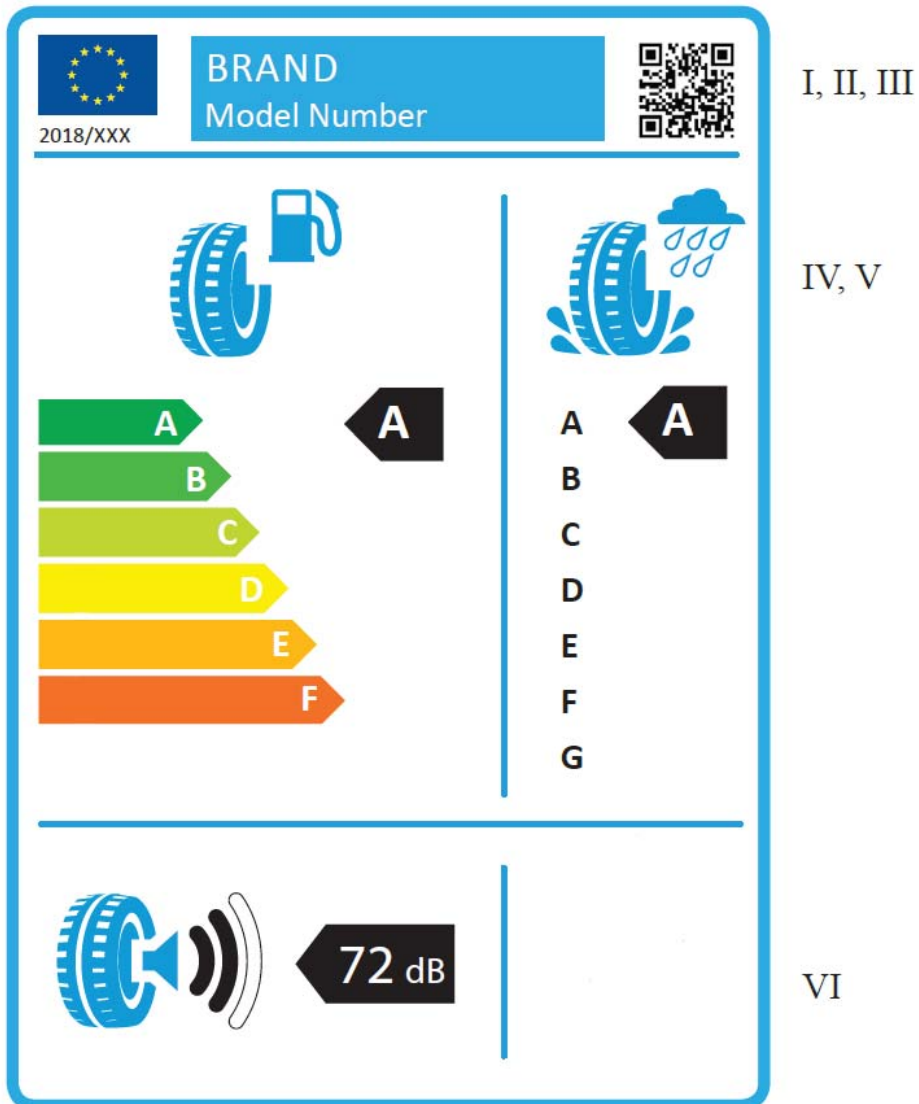 BRAND
Model Number
2018/XXX
I, II, III
IV, V
A
B
C
D
E
F
A
A
B
C
D
E
F
G
A
72 dB
VI